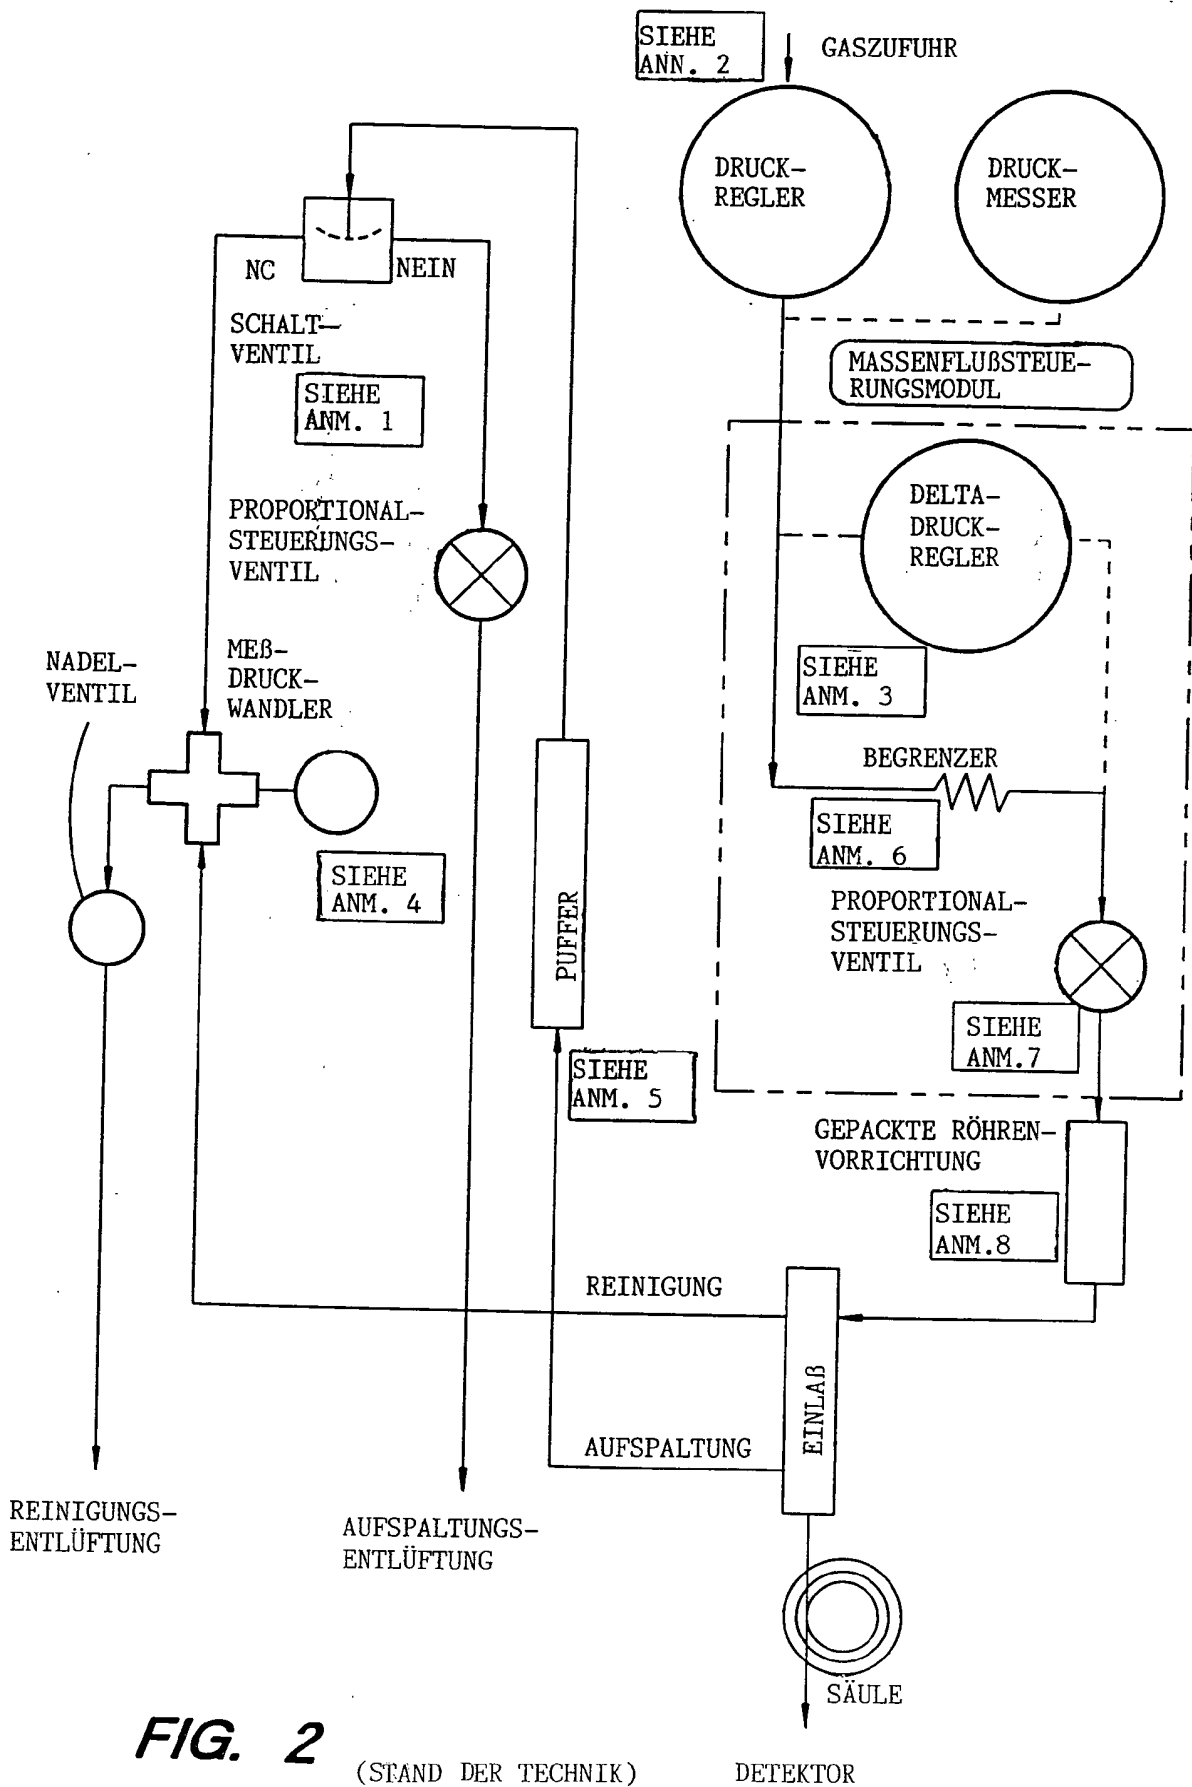 SIEHE
ANN. 2
GASZUFUHR
DRUCK-
REGLER
DRUCK-
MESSER
NC
NEIN
SCHALT-
VENTIL
SIEHE
ANM. 1
MASSENFLUßSTEUE-
RUNGSMODUL
DELTA-
DRUCK-
REGLER
PROPORTIONAL-
STEUERUNGS-
VENTIL
SIEHE
ANM. 3
NADEL-
VENTIL
MEß-
DRUCK-
WANDLER
BEGRENZER
SIEHE
ANM. 6
SIEHE
ANM. 4
PUFFER
PROPORTIONAL-
STEUERUNGS-
VENTIL
SIEHE
ANM.7
SIEHE
ANM. 5
GEPACKTE RÖHREN-
VORRICHTUNG
SIEHE
ANM.8
REINIGUNG
EINLAß
AUFSPALTUNG
REINIGUNGS-
ENTLÜFTUNG
AUFSPALTUNGS-
ENTLÜFTUNG
SÄULE
FIG. 2
(STAND DER TECHNIK)
DETEKTOR